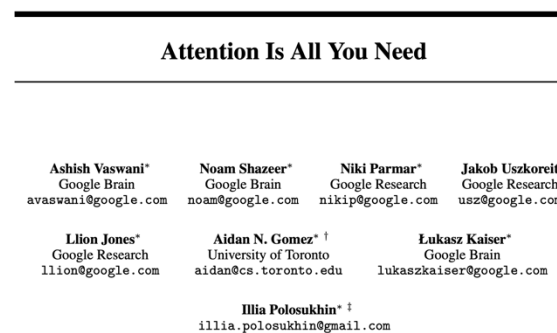 Attention Is All You Need
Ashish Vaswani* Noam Shazeer* Niki Parmar* Jakob Uszkoreit
Google Brain Google Brain Google Research Google Research
avaswani@google.com noam@google.com nikip@google.com usz@google.com
Llion Jones* Aidan N. Gomez* † Łukasz Kaiser*
Google Research University of Toronto Google Brain
llion@google.com aidan@cs.toronto.edu lukaszkaiser@google.com
Illia Polosukhin* ‡
illia.polosukhin@gmail.com